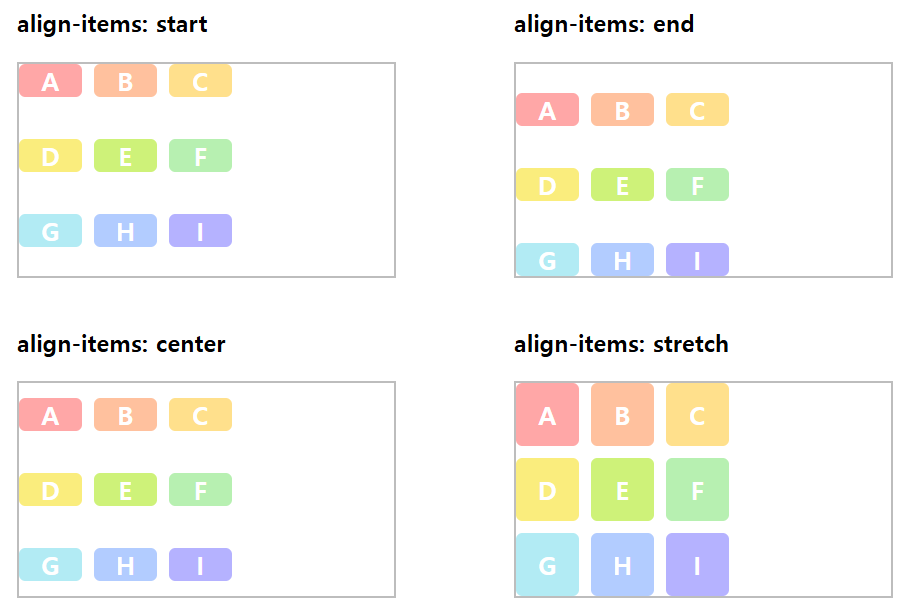 align-items: start
A B C
D E F
G H I
align-items: end
A B C
D E F
G H I
align-items: center
A B C
D E F
G H I
align-items: stretch
A B C
D E F
G H I